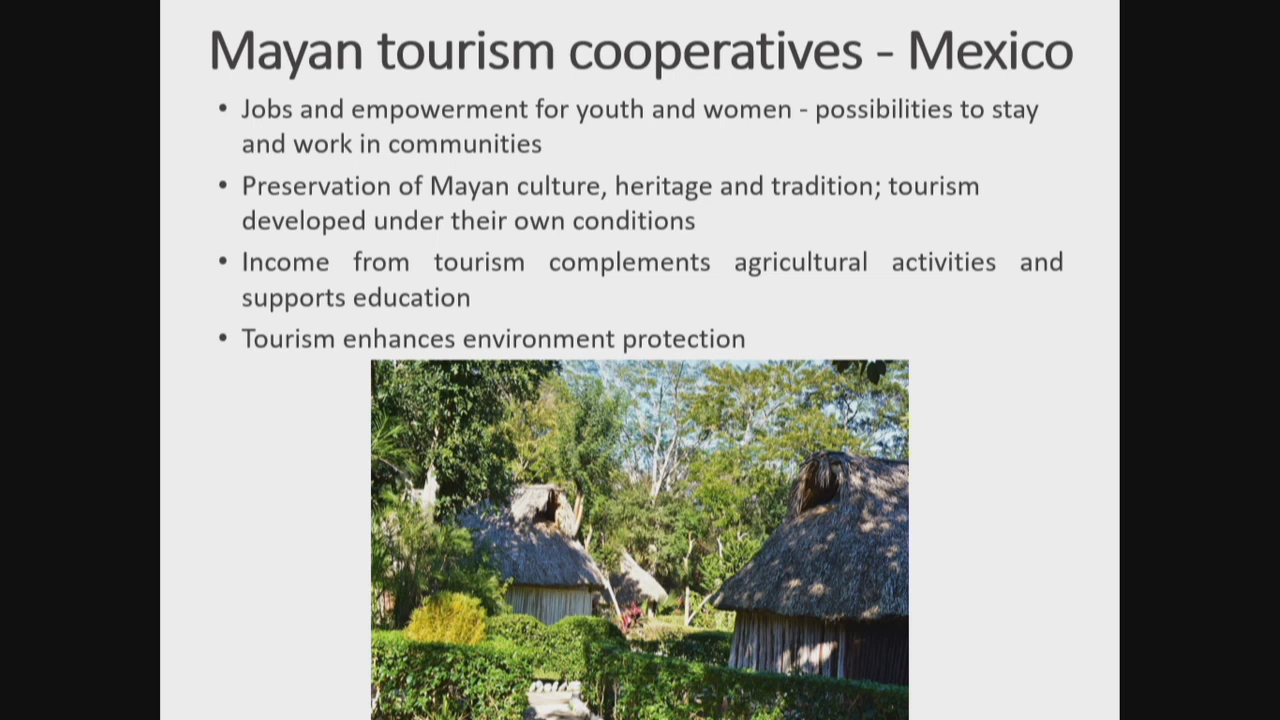 Mayan tourism cooperatives - Mexico
• Jobs and empowerment for youth and women - possibilities to stay
and work in communities
• Preservation of Mayan culture, heritage and tradition; tourism
developed under their own conditions
• Income from tourism complements agricultural activities and
supports education
• Tourism enhances environment protection